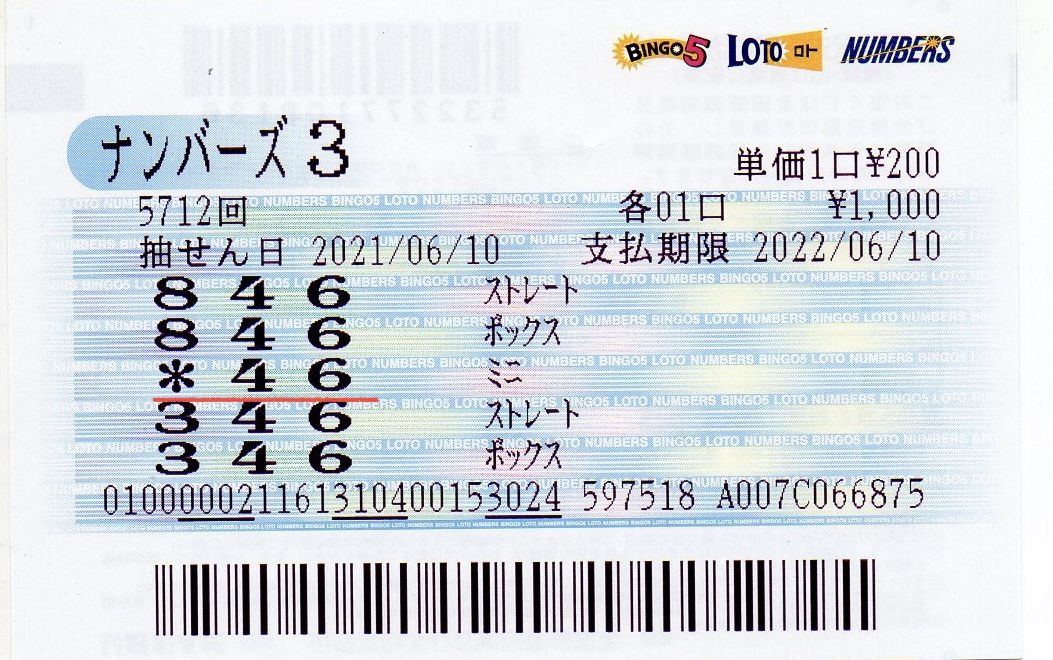 BINGO5 LOTO ロト NUMBERS
ナンバーズ3
単価1口¥200
5712回 各01口 ¥1,000
抽せん日 2021/06/10 支払期限 2022/06/10
8 4 6 ストレート
8 4 6 ボックス
* 4 6 ミニ
3 4 6 ストレート
3 4 6 ボックス
010000021161310400153024 597518 A007C066875